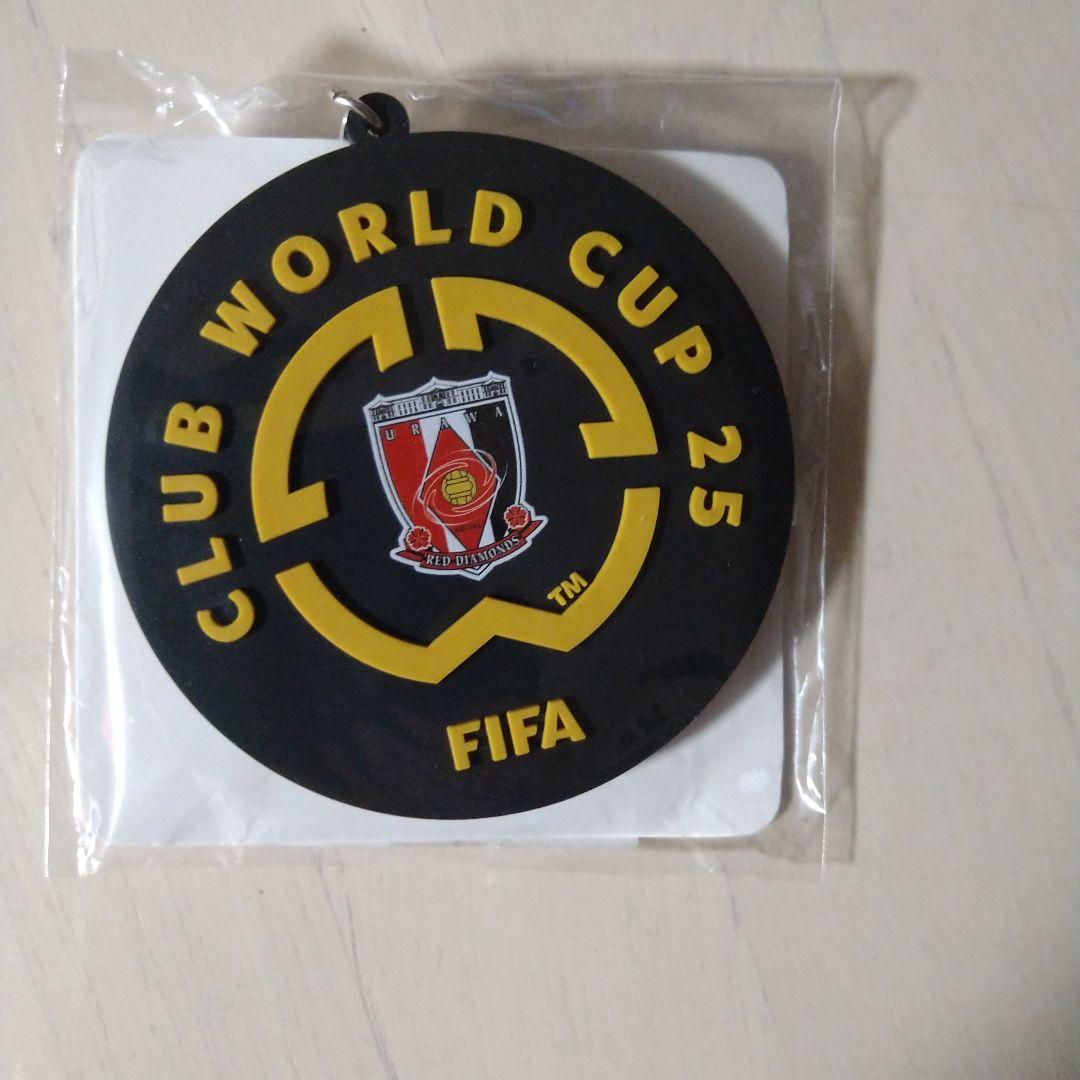 CLUB WORLD CUP 25
URAWA
RED DIAMONDS
TM
FIFA